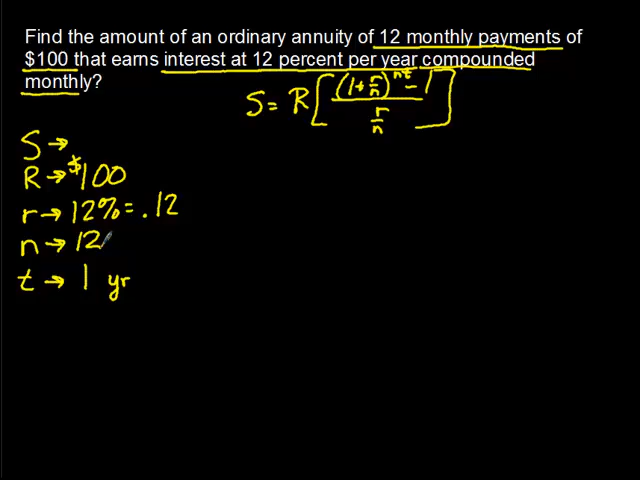 Find the amount of an ordinary annuity of 12 monthly payments of
$100 that earns interest at 12 percent per year compounded
monthly?
S = R [ ((1 + r/n)^nt - 1) / (r/n) ]
S →
R → $100
r → 12% = .12
n → 12
t → 1 yr